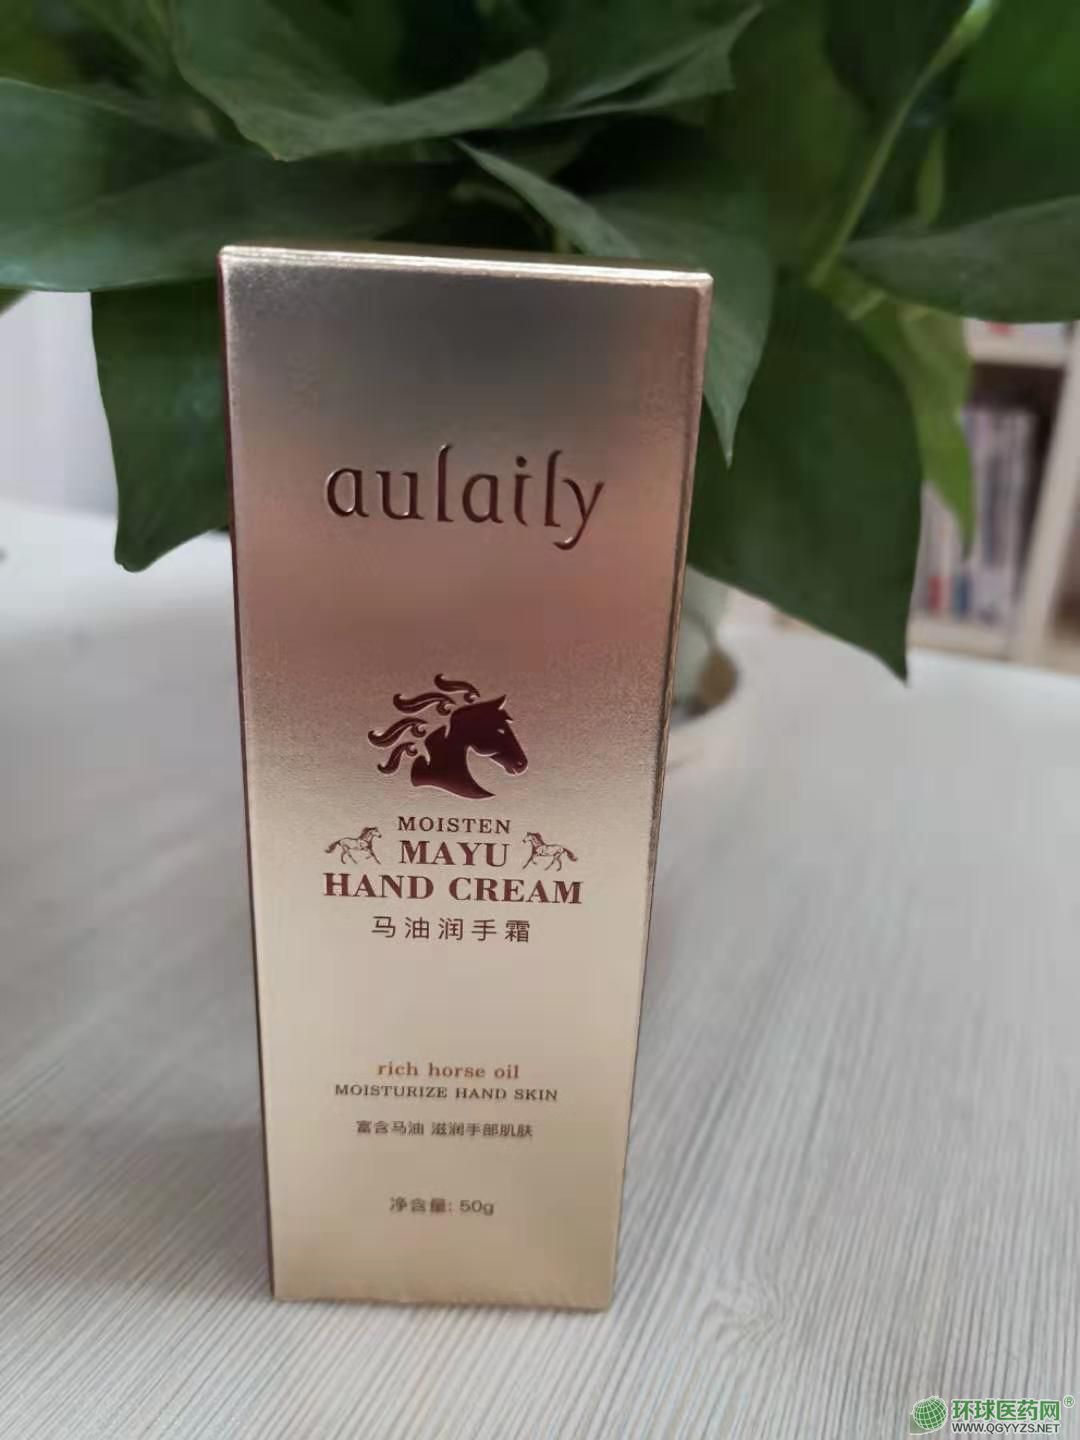 aulaily
MOISTEN
MAYU
HAND CREAM
马油润手霜
rich horse oil
MOISTURIZE HAND SKIN
富含马油 滋润手部肌肤
净含量: 50g
环球医药网®
WWW.QGYYZS.NET